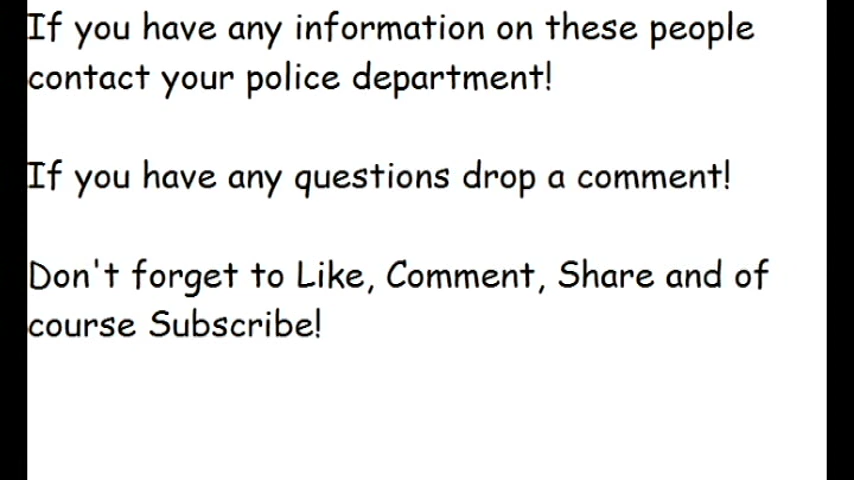 If you have any information on these people
contact your police department!
If you have any questions drop a comment!
Don't forget to Like, Comment, Share and of
course Subscribe!